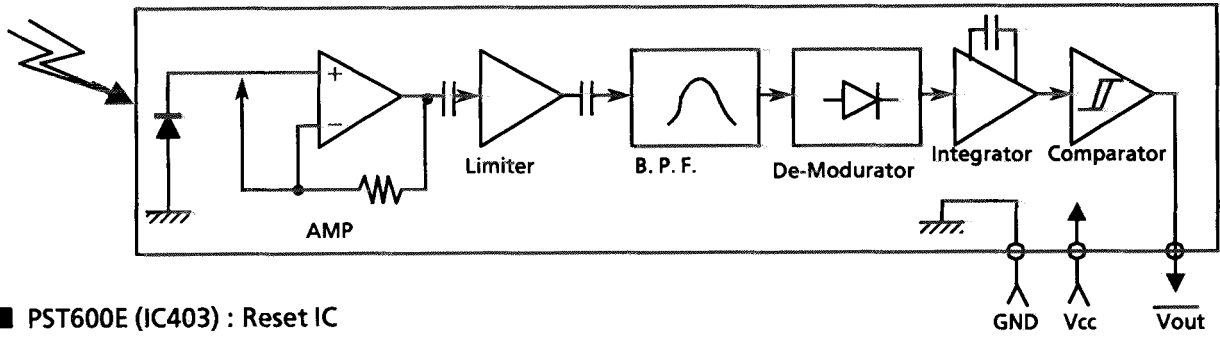 +
−
Limiter
B. P. F.
De-Modurator
Integrator
Comparator
AMP
GND
Vcc
Vout
■ PST600E (IC403) : Reset IC